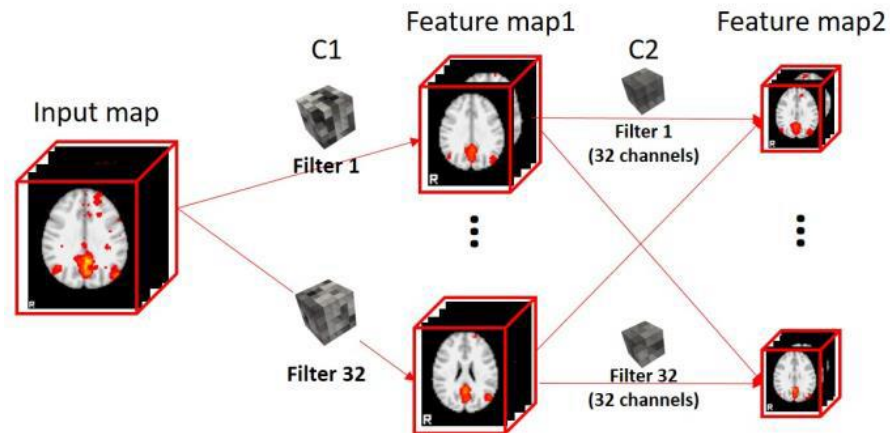 Input map
C1
Filter 1
Filter 32
Feature map1
R
R
R
C2
Filter 1
(32 channels)
Filter 32
(32 channels)
Feature map2